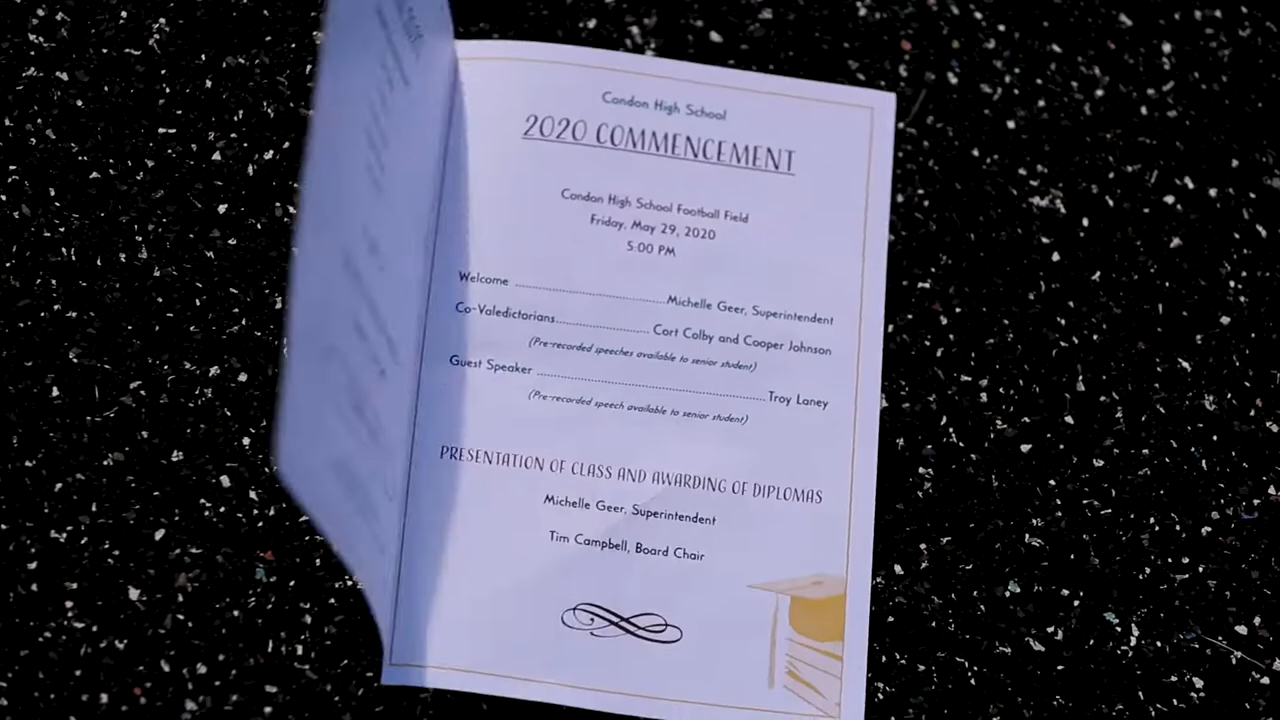 Condon High School
2020 COMMENCEMENT
Condon High School Football Field
Friday, May 29, 2020
5:00 PM
Welcome ........................................Michelle Geer, Superintendent
Co-Valedictorians......................... Cort Colby and Cooper Johnson
(Pre-recorded speeches available to senior student)
Guest Speaker ............................................................Troy Laney
(Pre-recorded speech available to senior student)
PRESENTATION OF CLASS AND AWARDING OF DIPLOMAS
Michelle Geer, Superintendent
Tim Campbell, Board Chair